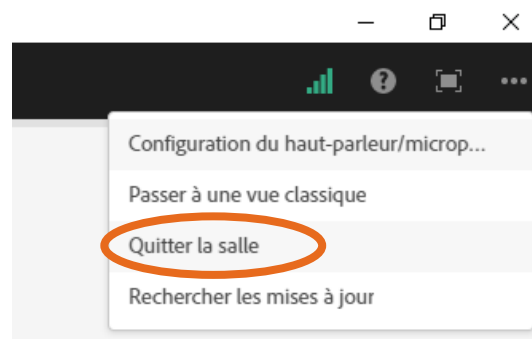 Configuration du haut-parleur/microp...
Passer à une vue classique
Quitter la salle
Rechercher les mises à jour